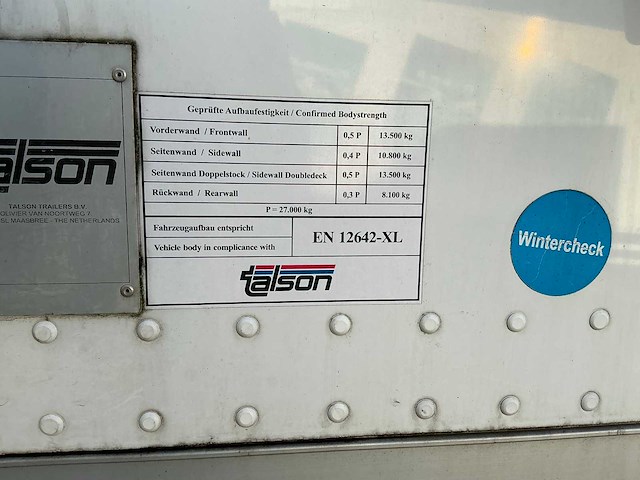 talson
TALSON TRAILERS B.V.
OLIVIER VAN NOORTWEG 7
MAASBREE - THE NETHERLANDS
Geprüfte Aufbaufestigkeit / Confirmed Bodystrength
Vorderwand / Frontwall 0,5 P 13.500 kg
Seitenwand / Sidewall 0,4 P 10.800 kg
Seitenwand Doppelstock / Sidewall Doubledeck 0,5 P 13.500 kg
Rückwand / Rearwall 0,3 P 8.100 kg
P = 27.000 kg
Fahrzeugaufbau entspricht
Vehicle body in compliance with
EN 12642-XL
talson
Wintercheck